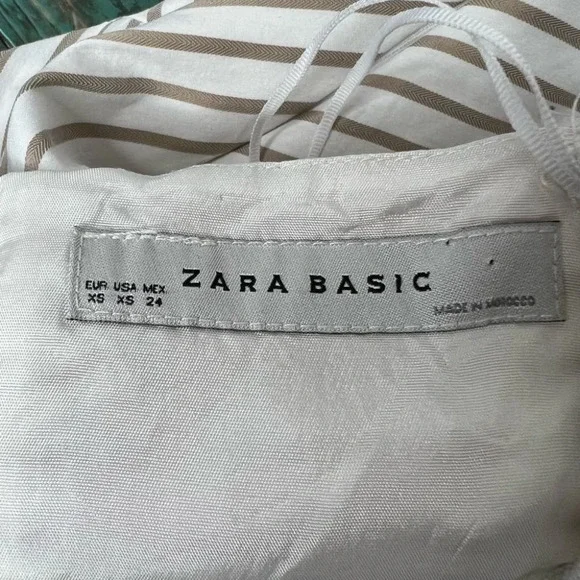 EUR USA MEX
XS XS 24
ZARA BASIC
MADE IN MOROCCO